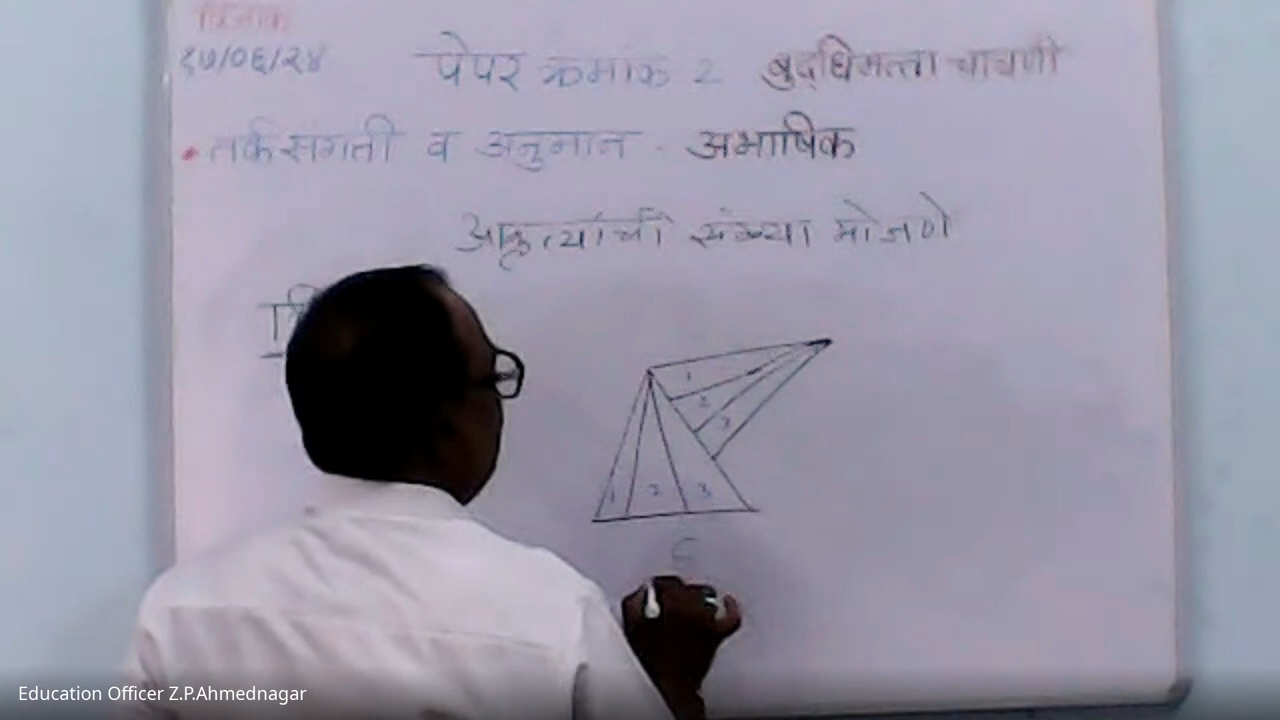 दिनांक
१७/०६/२४
पेपर क्रमांक 2 बुद्धिमत्ता चाचणी
• तर्कसंगती व अनुमान - अभाषिक
आकृत्यांची संख्या मोजणे
1
2
3
1 2 3
6
Education Officer Z.P.Ahmednagar